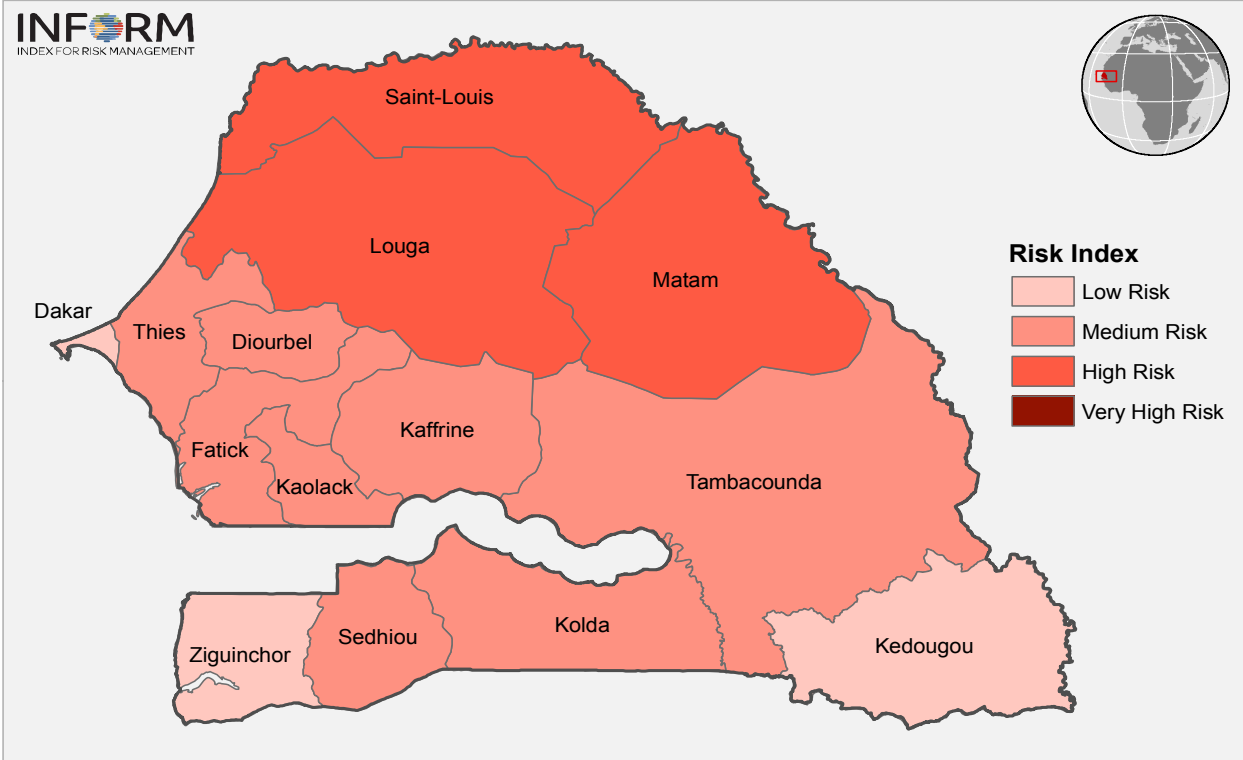 INFORM
INDEX FOR RISK MANAGEMENT
Saint-Louis
Louga
Matam
Dakar
Thies
Diourbel
Kaffrine
Fatick
Kaolack
Tambacounda
Ziguinchor
Sedhiou
Kolda
Kedougou
Risk Index
Low Risk
Medium Risk
High Risk
Very High Risk